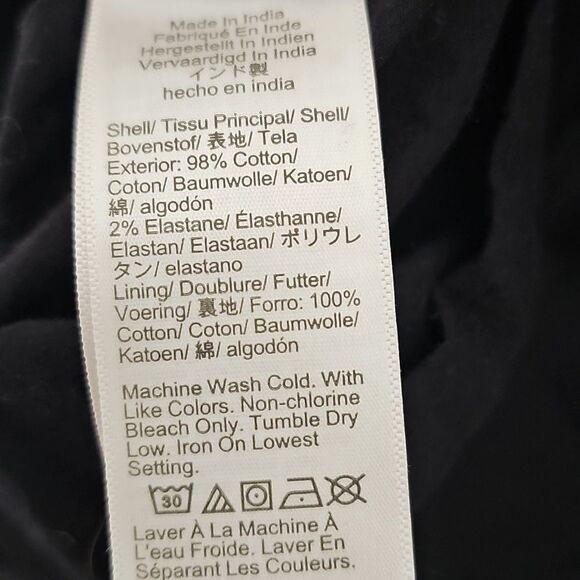 Made In India
Fabriqué En Inde
Hergestellt In Indien
Vervaardigd In India
インド製
hecho en india
Shell/ Tissu Principal/ Shell/
Bovenstof/ 表地/ Tela
Exterior: 98% Cotton/
Coton/ Baumwolle/ Katoen/
綿/ algodón
2% Elastane/ Élasthanne/
Elastan/ Elastaan/ ポリウレ
タン/ elastano
Lining/ Doublure/ Futter/
Voering/ 裏地/ Forro: 100%
Cotton/ Coton/ Baumwolle/
Katoen/ 綿/ algodón
Machine Wash Cold. With
Like Colors. Non-chlorine
Bleach Only. Tumble Dry
Low. Iron On Lowest
Setting.
30
Laver À La Machine À
L'eau Froide. Laver En
Séparant Les Couleurs.